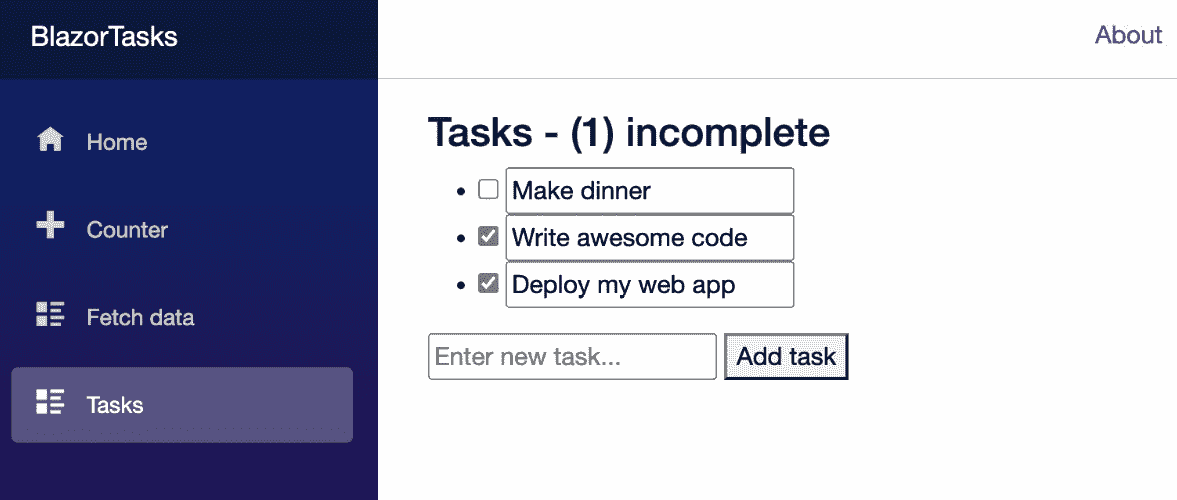 BlazorTasks
About
Home
Counter
Fetch data
Tasks
Tasks - (1) incomplete
Make dinner
Write awesome code
Deploy my web app
Enter new task...
Add task